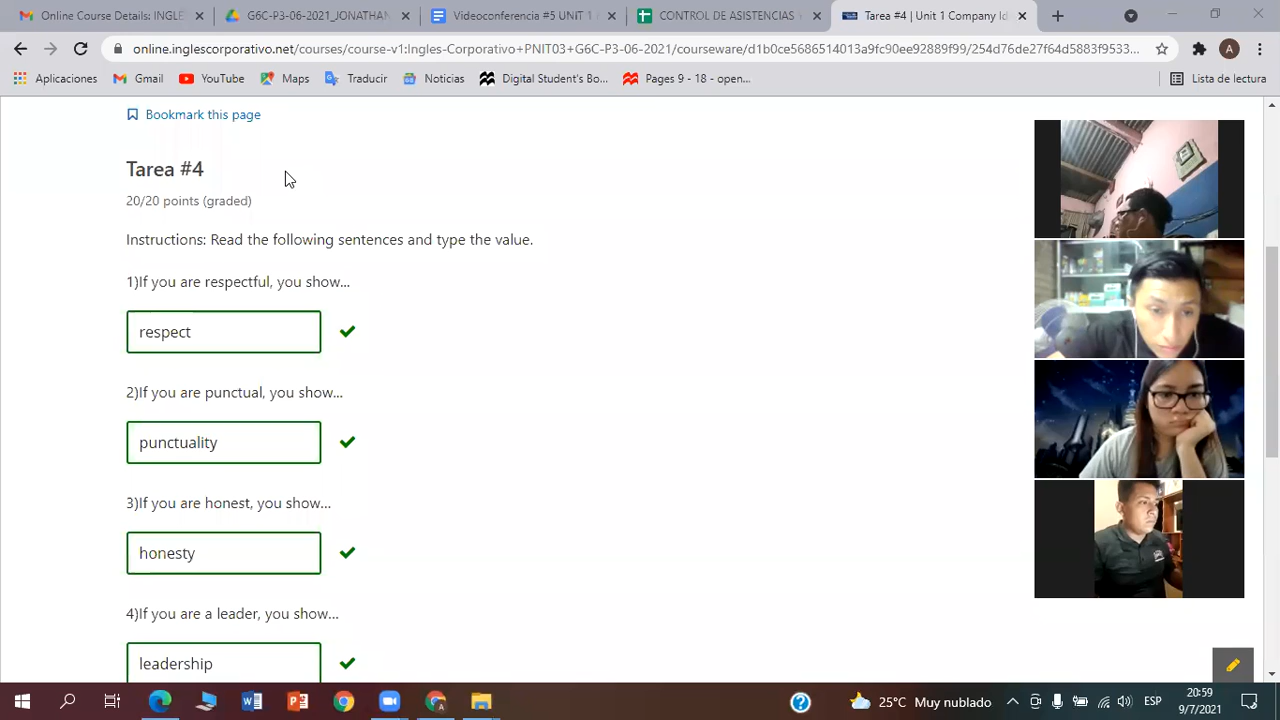 Online Course Details: INGLE
G6C-P3-06-2021_JONATHAN
Videoconferencia #5 UNIT 1 A
CONTROL DE ASISTENCIAS y
Tarea #4 | Unit 1 Company Id
online.inglescorporativo.net/courses/course-v1:Ingles-Corporativo+PNIT03+G6C-P3-06-2021/courseware/d1b0ce5686514013a9fc90ee92889f99/254d76de27f64d5883f9533...
A
Aplicaciones
Gmail
YouTube
Maps
Traducir
Noticias
Digital Student's Bo...
Pages 9 - 18 - open...
Lista de lectura
Bookmark this page
Tarea #4
20/20 points (graded)
Instructions: Read the following sentences and type the value.
1)If you are respectful, you show...
respect
2)If you are punctual, you show...
punctuality
3)If you are honest, you show...
honesty
4)If you are a leader, you show...
leadership
25°C Muy nublado
ESP
20:59
9/7/2021